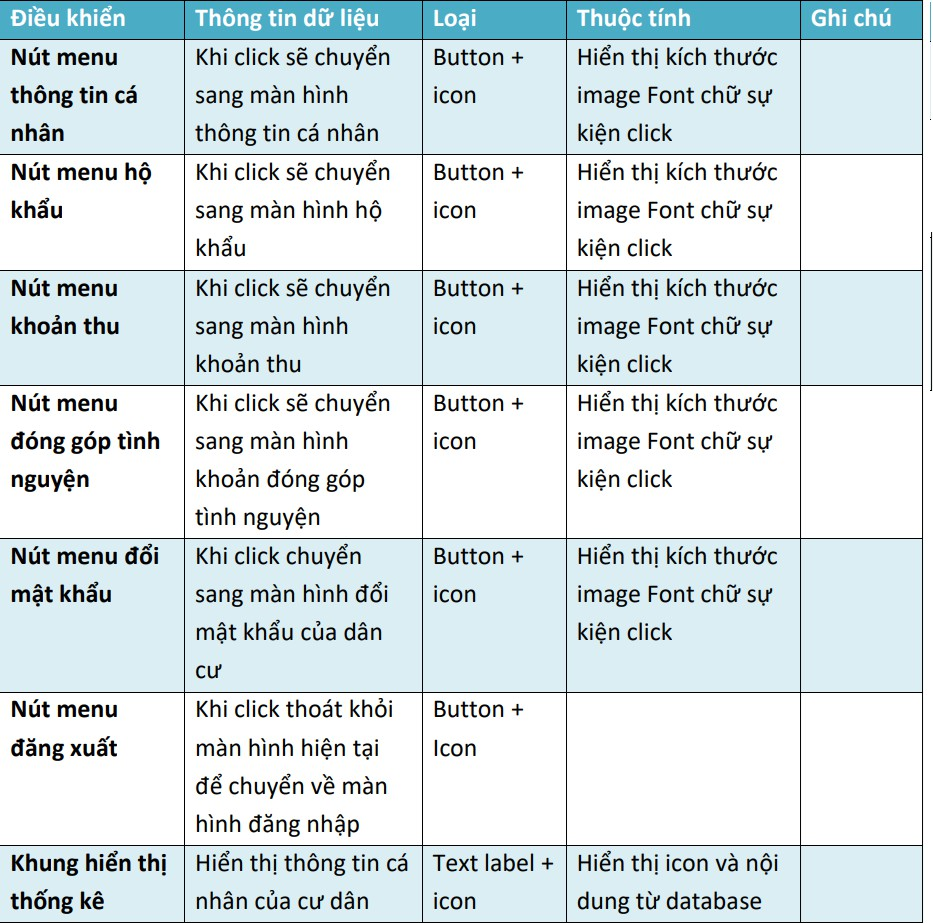 Điều khiển Thông tin dữ liệu Loại Thuộc tính Ghi chú
Nút menu Khi click sẽ chuyển Button + Hiển thị kích thước
thông tin cá sang màn hình icon image Font chữ sự
nhân thông tin cá nhân kiện click
Nút menu hộ Khi click sẽ chuyển Button + Hiển thị kích thước
khẩu sang màn hình hộ icon image Font chữ sự
khẩu kiện click
Nút menu Khi click sẽ chuyển Button + Hiển thị kích thước
khoản thu sang màn hình icon image Font chữ sự
khoản thu kiện click
Nút menu Khi click sẽ chuyển Button + Hiển thị kích thước
đóng góp tình sang màn hình icon image Font chữ sự
nguyện khoản đóng góp kiện click
tình nguyện
Nút menu đổi Khi click chuyển Button + Hiển thị kích thước
mật khẩu sang màn hình đổi icon image Font chữ sự
mật khẩu của dân kiện click
cư
Nút menu Khi click thoát khỏi Button +
đăng xuất màn hình hiện tại Icon
để chuyển về màn
hình đăng nhập
Khung hiển thị Hiển thị thông tin cá Text label + Hiển thị icon và nội
thống kê nhân của cư dân icon dung từ database